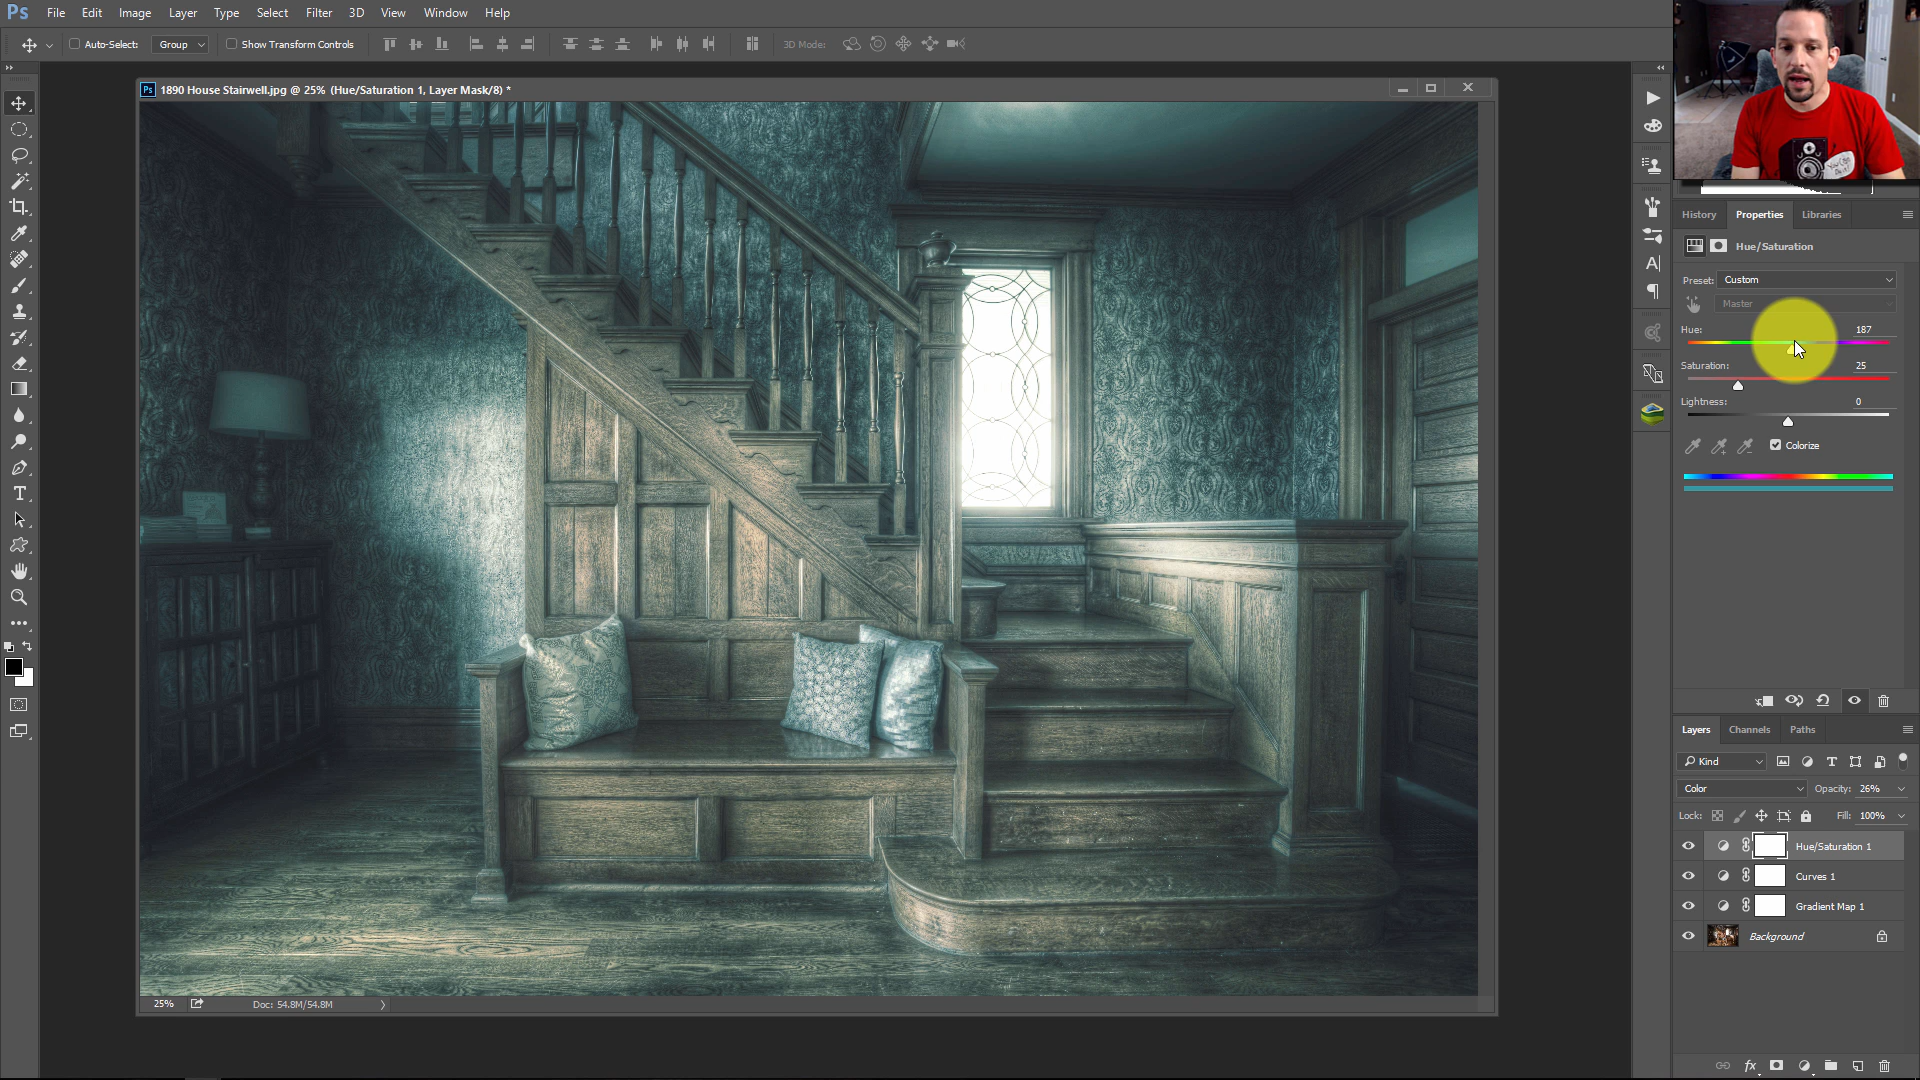 Ps File Edit Image Layer Type Select Filter 3D View Window Help
Auto-Select: Group Show Transform Controls 3D Mode:
Ps 1890 House Stairwell.jpg @ 25% (Hue/Saturation 1, Layer Mask/8) *
History Properties Libraries
Hue/Saturation
Preset: Custom
Master
Hue: 187
Saturation: 25
Lightness: 0
Colorize
Layers Channels Paths
Kind
Color Opacity: 26%
Lock: Fill: 100%
Hue/Saturation 1
Curves 1
Gradient Map 1
Background
25% Doc: 54.8M/54.8M
fx